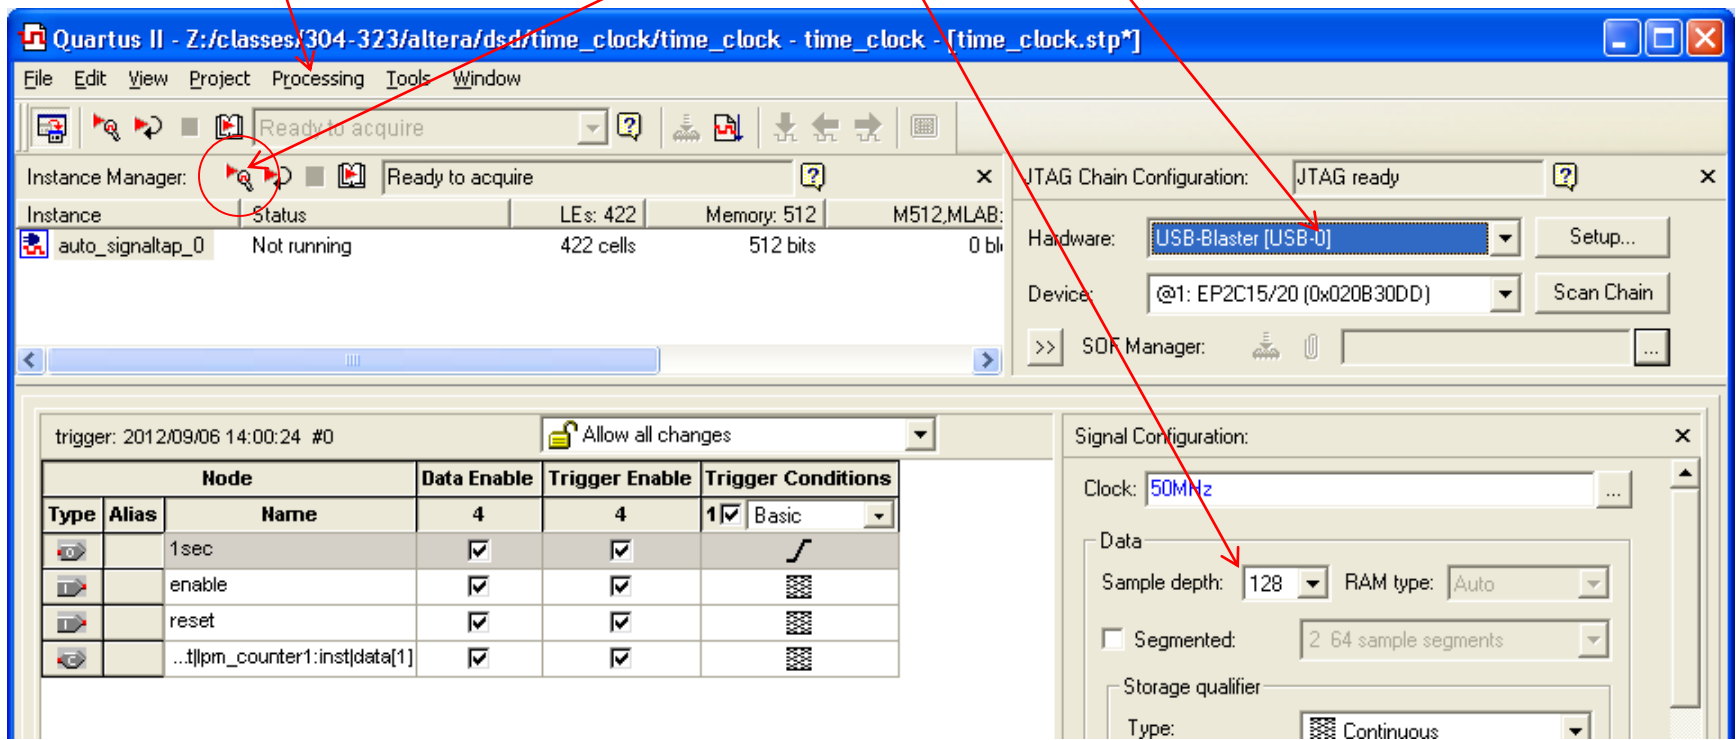 Quartus II - Z:/classes/304-323/altera/dsd/time_clock/time_clock - time_clock - [time_clock.stp*]
File Edit View Project Processing Tools Window
Ready to acquire
Instance Manager: Ready to acquire
JTAG Chain Configuration: JTAG ready
Instance Status LEs: 422 Memory: 512 M512,MLAB:
auto_signaltap_0 Not running 422 cells 512 bits 0 bl
Hardware: USB-Blaster [USB-0] Setup...
Device: @1: EP2C15/20 (0x020B30DD) Scan Chain
>> SOF Manager: ...
trigger: 2012/09/06 14:00:24 #0 Allow all changes
Signal Configuration:
Node Data Enable Trigger Enable Trigger Conditions
Type Alias Name 4 4 1 Basic
1sec
enable
reset
...t|lpm_counter1:inst|data[1]
Clock: 50MHz ...
Data
Sample depth: 128 RAM type: Auto
Segmented: 2 64 sample segments
Storage qualifier
Type: Continuous